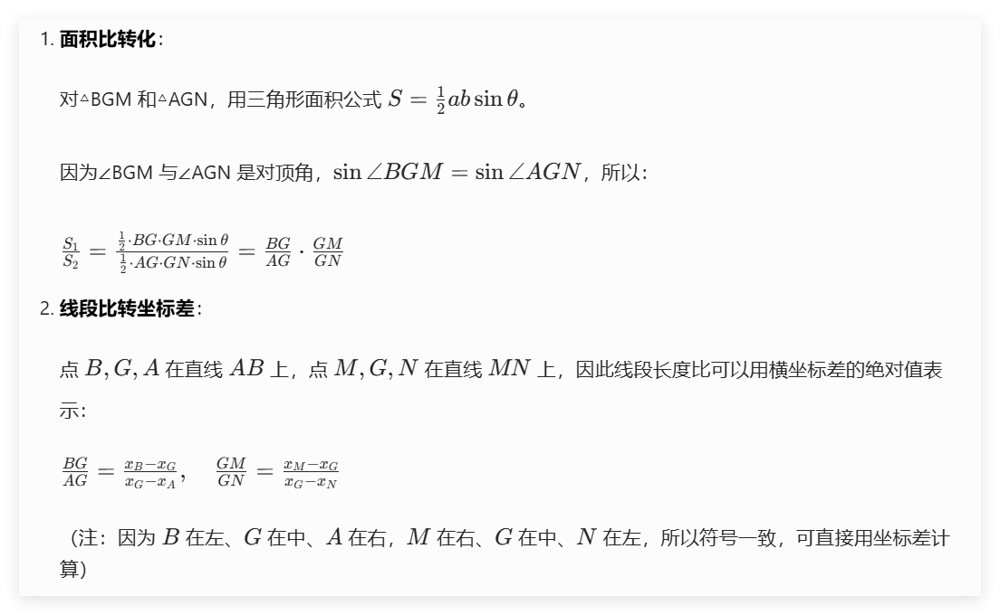 1. 面积比转化：
对△BGM 和△AGN，用三角形面积公式 $S = \frac{1}{2}ab\sin\theta$。
因为∠BGM 与∠AGN 是对顶角，$\sin\angle BGM = \sin\angle AGN$，所以：
$\frac{S_1}{S_2} = \frac{\frac{1}{2}\cdot BG\cdot GM\cdot\sin\theta}{\frac{1}{2}\cdot AG\cdot GN\cdot\sin\theta} = \frac{BG}{AG}\cdot\frac{GM}{GN}$
2. 线段比转坐标差：
点 $B, G, A$ 在直线 $AB$ 上，点 $M, G, N$ 在直线 $MN$ 上，因此线段长度比可以用横坐标差的绝对值表
示：
$\frac{BG}{AG} = \frac{x_B - x_G}{x_G - x_A}, \quad \frac{GM}{GN} = \frac{x_M - x_G}{x_G - x_N}$
（注：因为 $B$ 在左、$G$ 在中、$A$ 在右，$M$ 在右、$G$ 在中、$N$ 在左，所以符号一致，可直接用坐标差计
算）